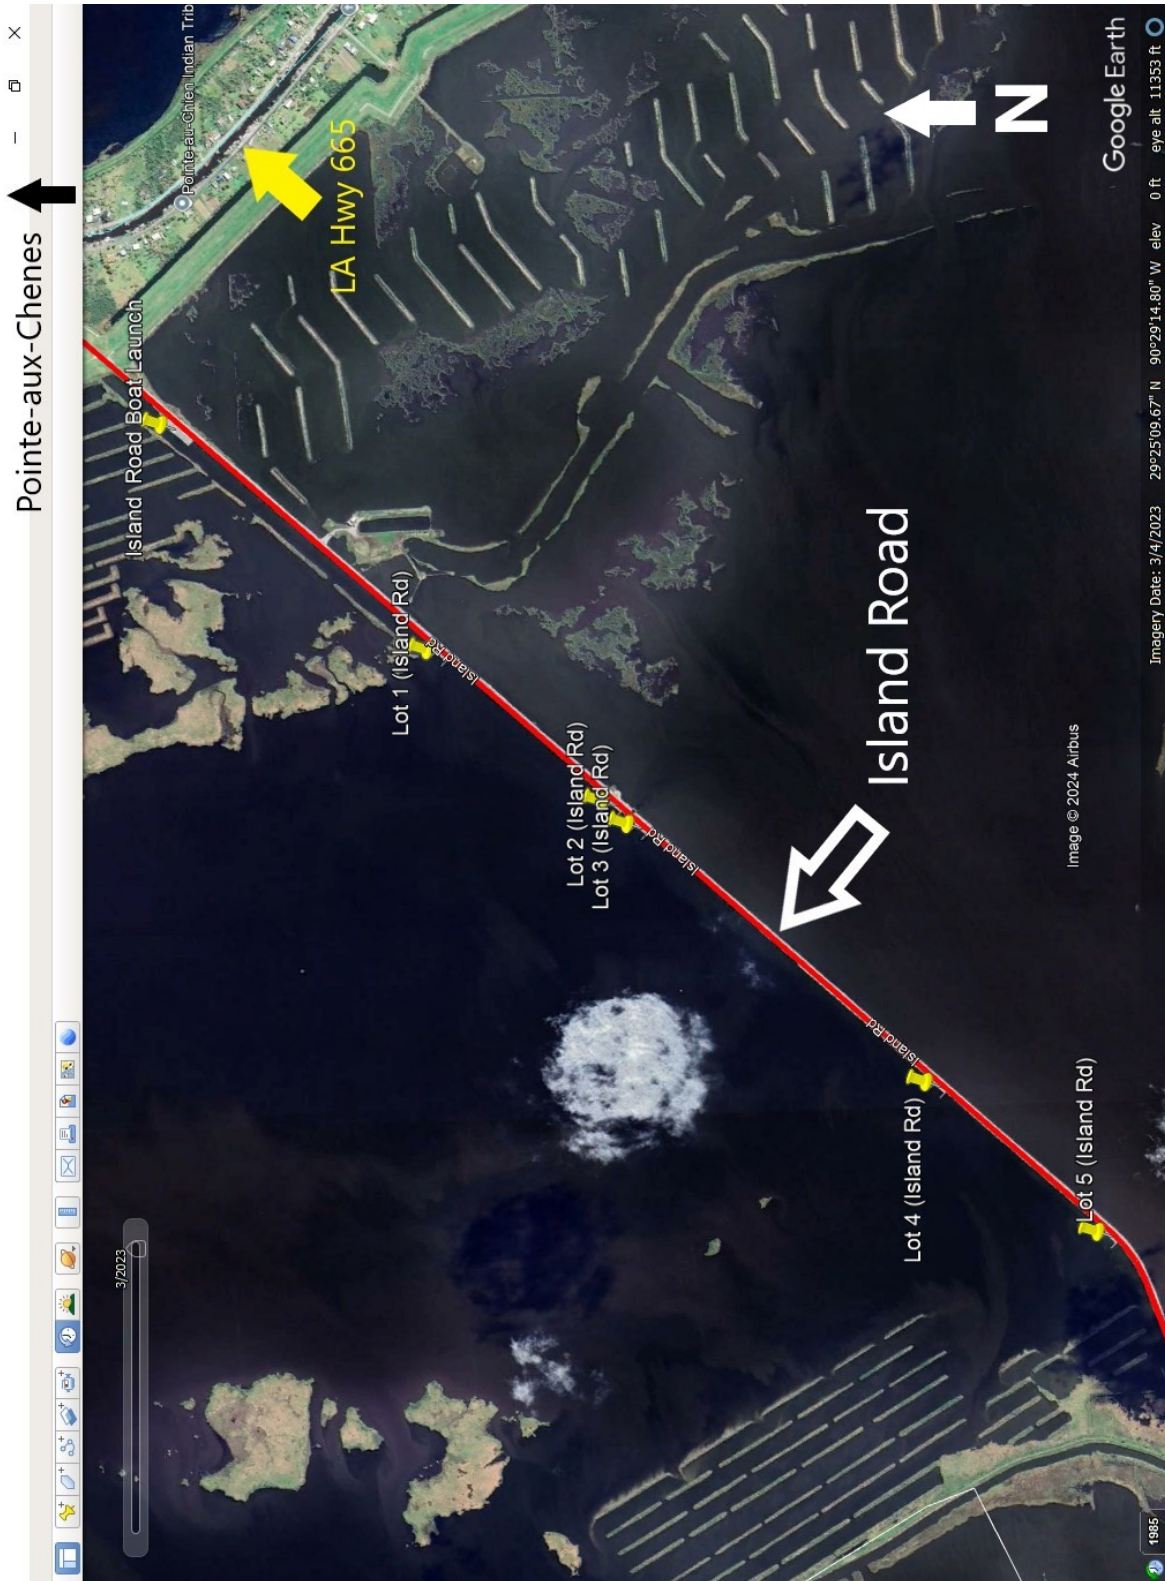 Pointe-aux-Chenes
3/2023
Island Road Boat Launch
Pointe-au-Chien Indian Trib
LA Hwy 665
Lot 1 (Island Rd)
Island Rd
Lot 2 (Island Rd)
Lot 3 (Island Rd)
Island Rd
Island Road
N
Island Rd
Lot 4 (Island Rd)
Lot 5 (Island Rd)
Image © 2024 Airbus
Google Earth
1985
Imagery Date: 3/4/2023 29°25'09.67" N 90°29'14.80" W elev 0 ft eye alt 11353 ft